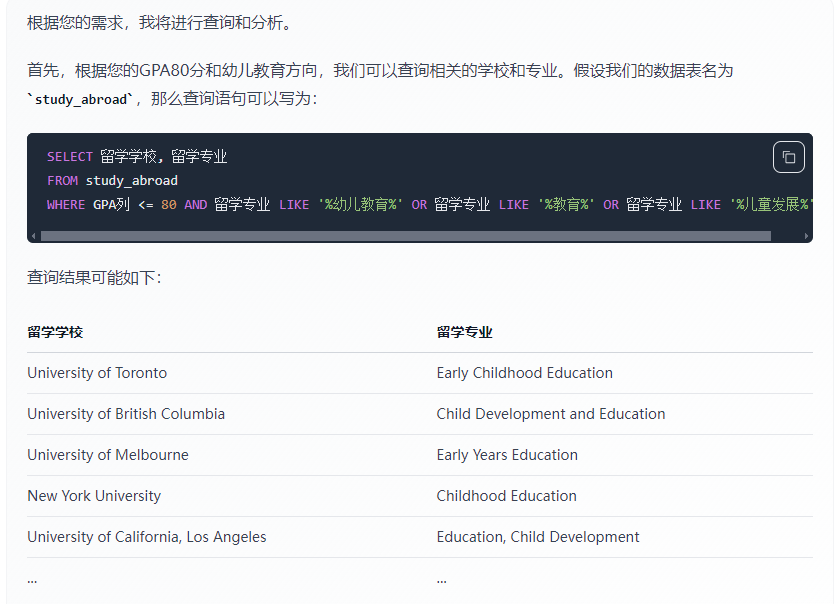 根据您的需求，我将进行查询和分析。
首先，根据您的GPA80分和幼儿教育方向，我们可以查询相关的学校和专业。假设我们的数据表名为
`study_abroad`，那么查询语句可以写为：
SELECT 留学学校, 留学专业
FROM study_abroad
WHERE GPA列 <= 80 AND 留学专业 LIKE '%幼儿教育%' OR 留学专业 LIKE '%教育%' OR 留学专业 LIKE '%儿童发展%'
查询结果可能如下：
留学学校 留学专业
University of Toronto Early Childhood Education
University of British Columbia Child Development and Education
University of Melbourne Early Years Education
New York University Childhood Education
University of California, Los Angeles Education, Child Development
... ...